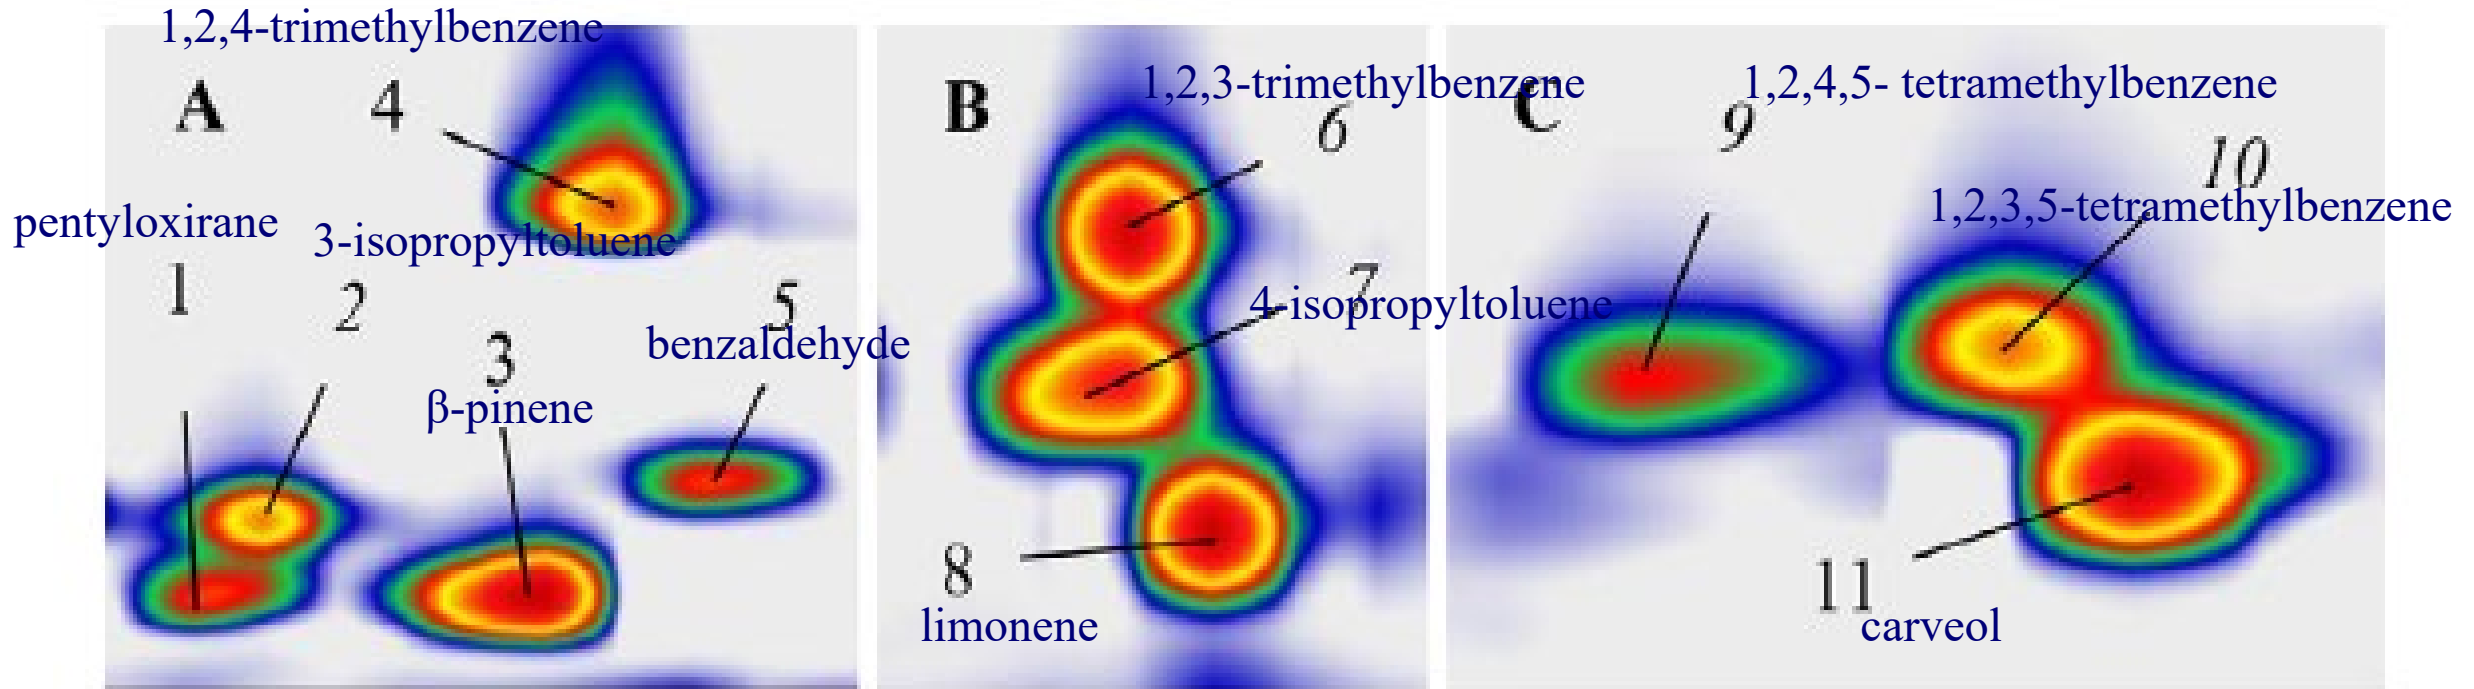 1,2,4-trimethylbenzene
A
4
pentyloxirane
3-isopropyltoluene
1
2
5
3
benzaldehyde
β-pinene
B
1,2,3-trimethylbenzene
6
7
4-isopropyltoluene
8
limonene
C
1,2,4,5- tetramethylbenzene
9
10
1,2,3,5-tetramethylbenzene
11
carveol